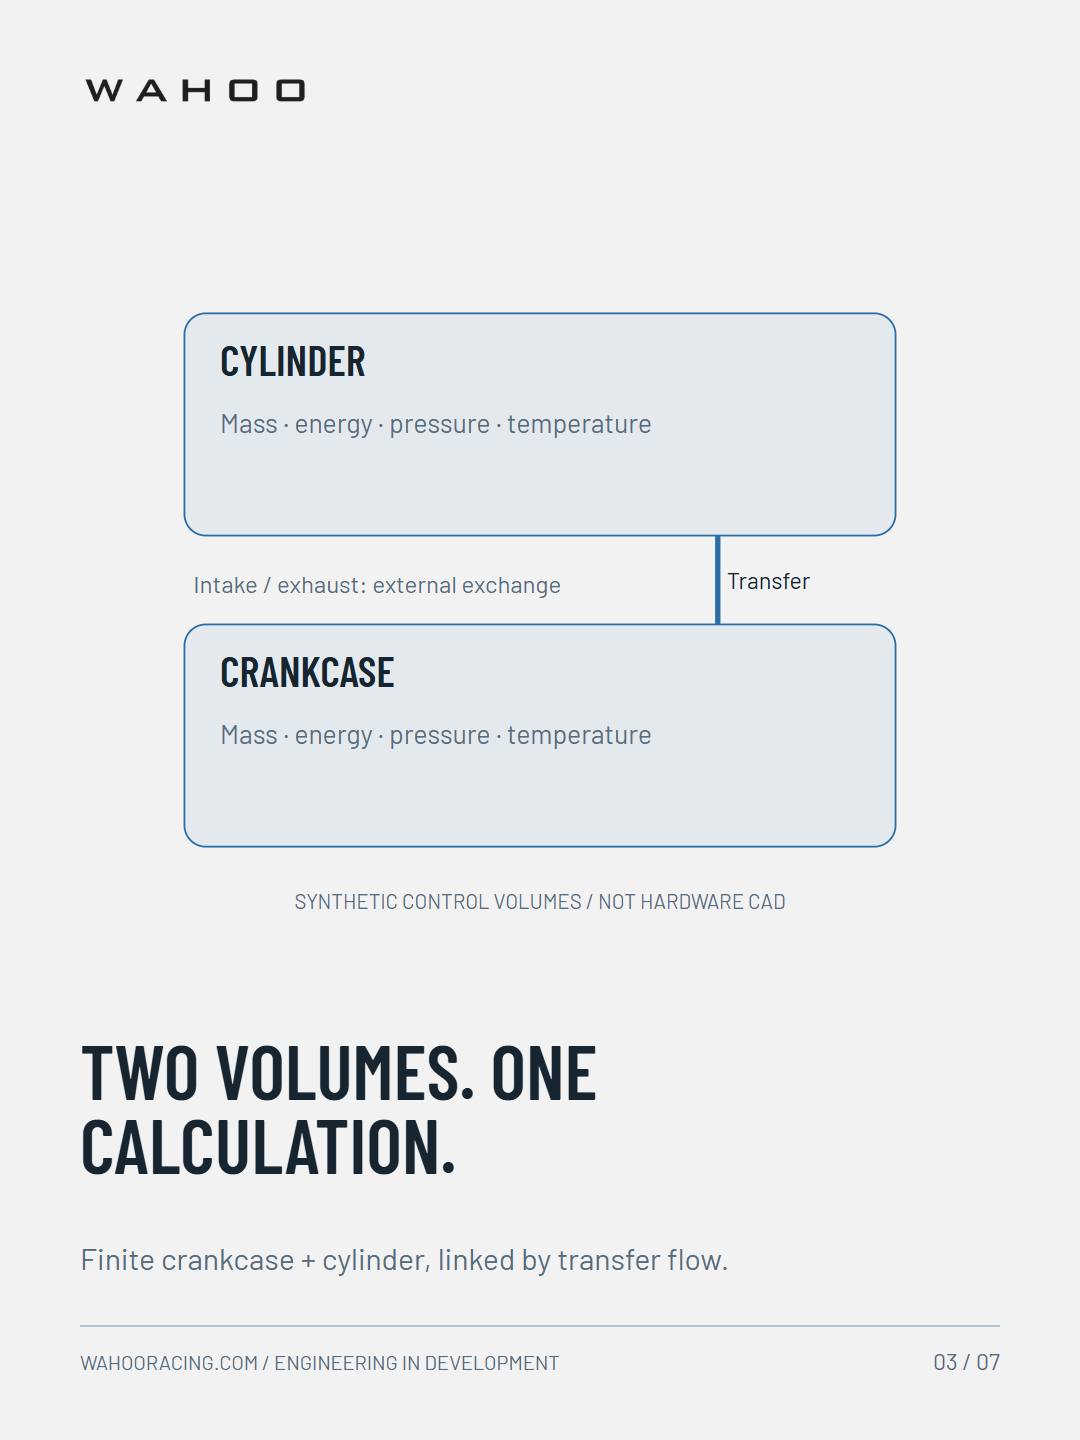 WAHOO
CYLINDER
Mass · energy · pressure · temperature
Intake / exhaust: external exchange
Transfer
CRANKCASE
Mass · energy · pressure · temperature
SYNTHETIC CONTROL VOLUMES / NOT HARDWARE CAD
TWO VOLUMES. ONE
CALCULATION.
Finite crankcase + cylinder, linked by transfer flow.
WAHOORACING.COM / ENGINEERING IN DEVELOPMENT
03 / 07